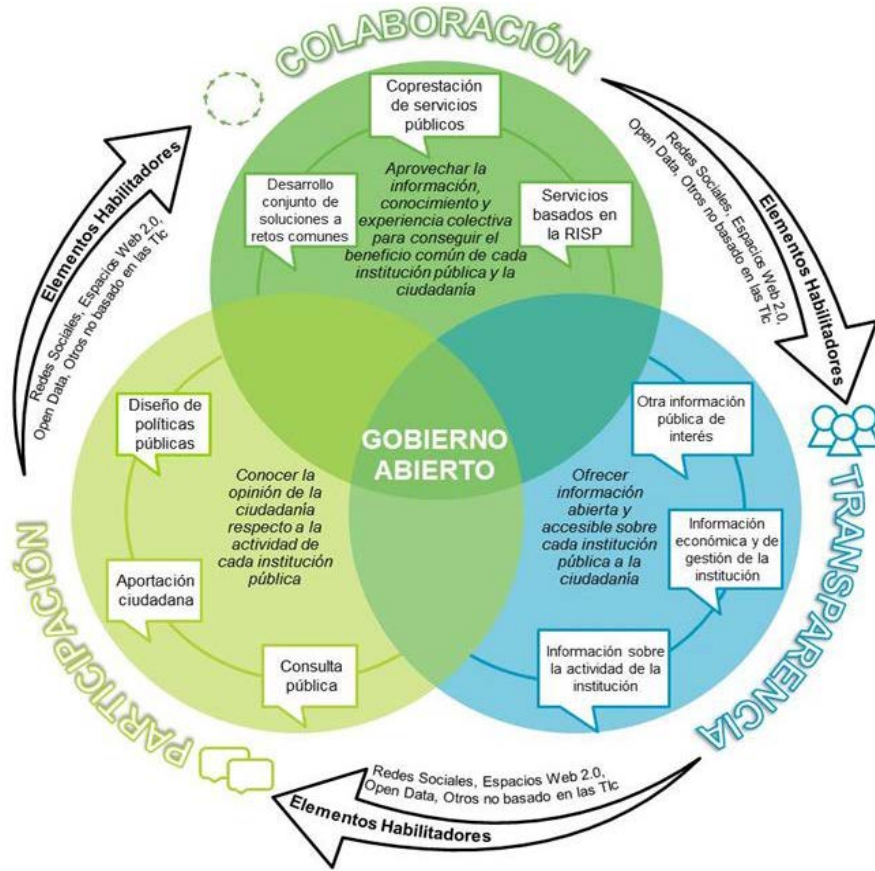 COLABORACIÓN
Coprestación
de servicios
públicos
Desarrollo
conjunto
de soluciones a
retos comunes
Aprovechar la
información,
conocimiento y
experiencia colectiva
para conseguir el
beneficio común de cada
institución pública y la
ciudadanía
Servicios
basados en
la RISP
Elementos Habilitadores
Redes Sociales, Espacios Web 2.0,
Open Data, Otros no basado en las TIc
Redes Sociales, Espacios Web 2.0,
Open Data, Otros no basado en las TIc
Elementos Habilitadores
GOBIERNO
ABIERTO
Diseño de
políticas
públicas
Conocer la
opinión de la
ciudadanía
respecto a la
actividad de
cada institución
pública
Aportación
ciudadana
Consulta
pública
PARTICIPACIÓN
Otra información
pública de
interés
Ofrecer
información
abierta y
accesible sobre
cada institución
pública a la
ciudadanía
Información
económica y de
gestión de la
institución
Información sobre
la actividad de la
institución
TRANSPARENCIA
Redes Sociales, Espacios Web 2.0,
Open Data, Otros no basado en las TIc
Elementos Habilitadores